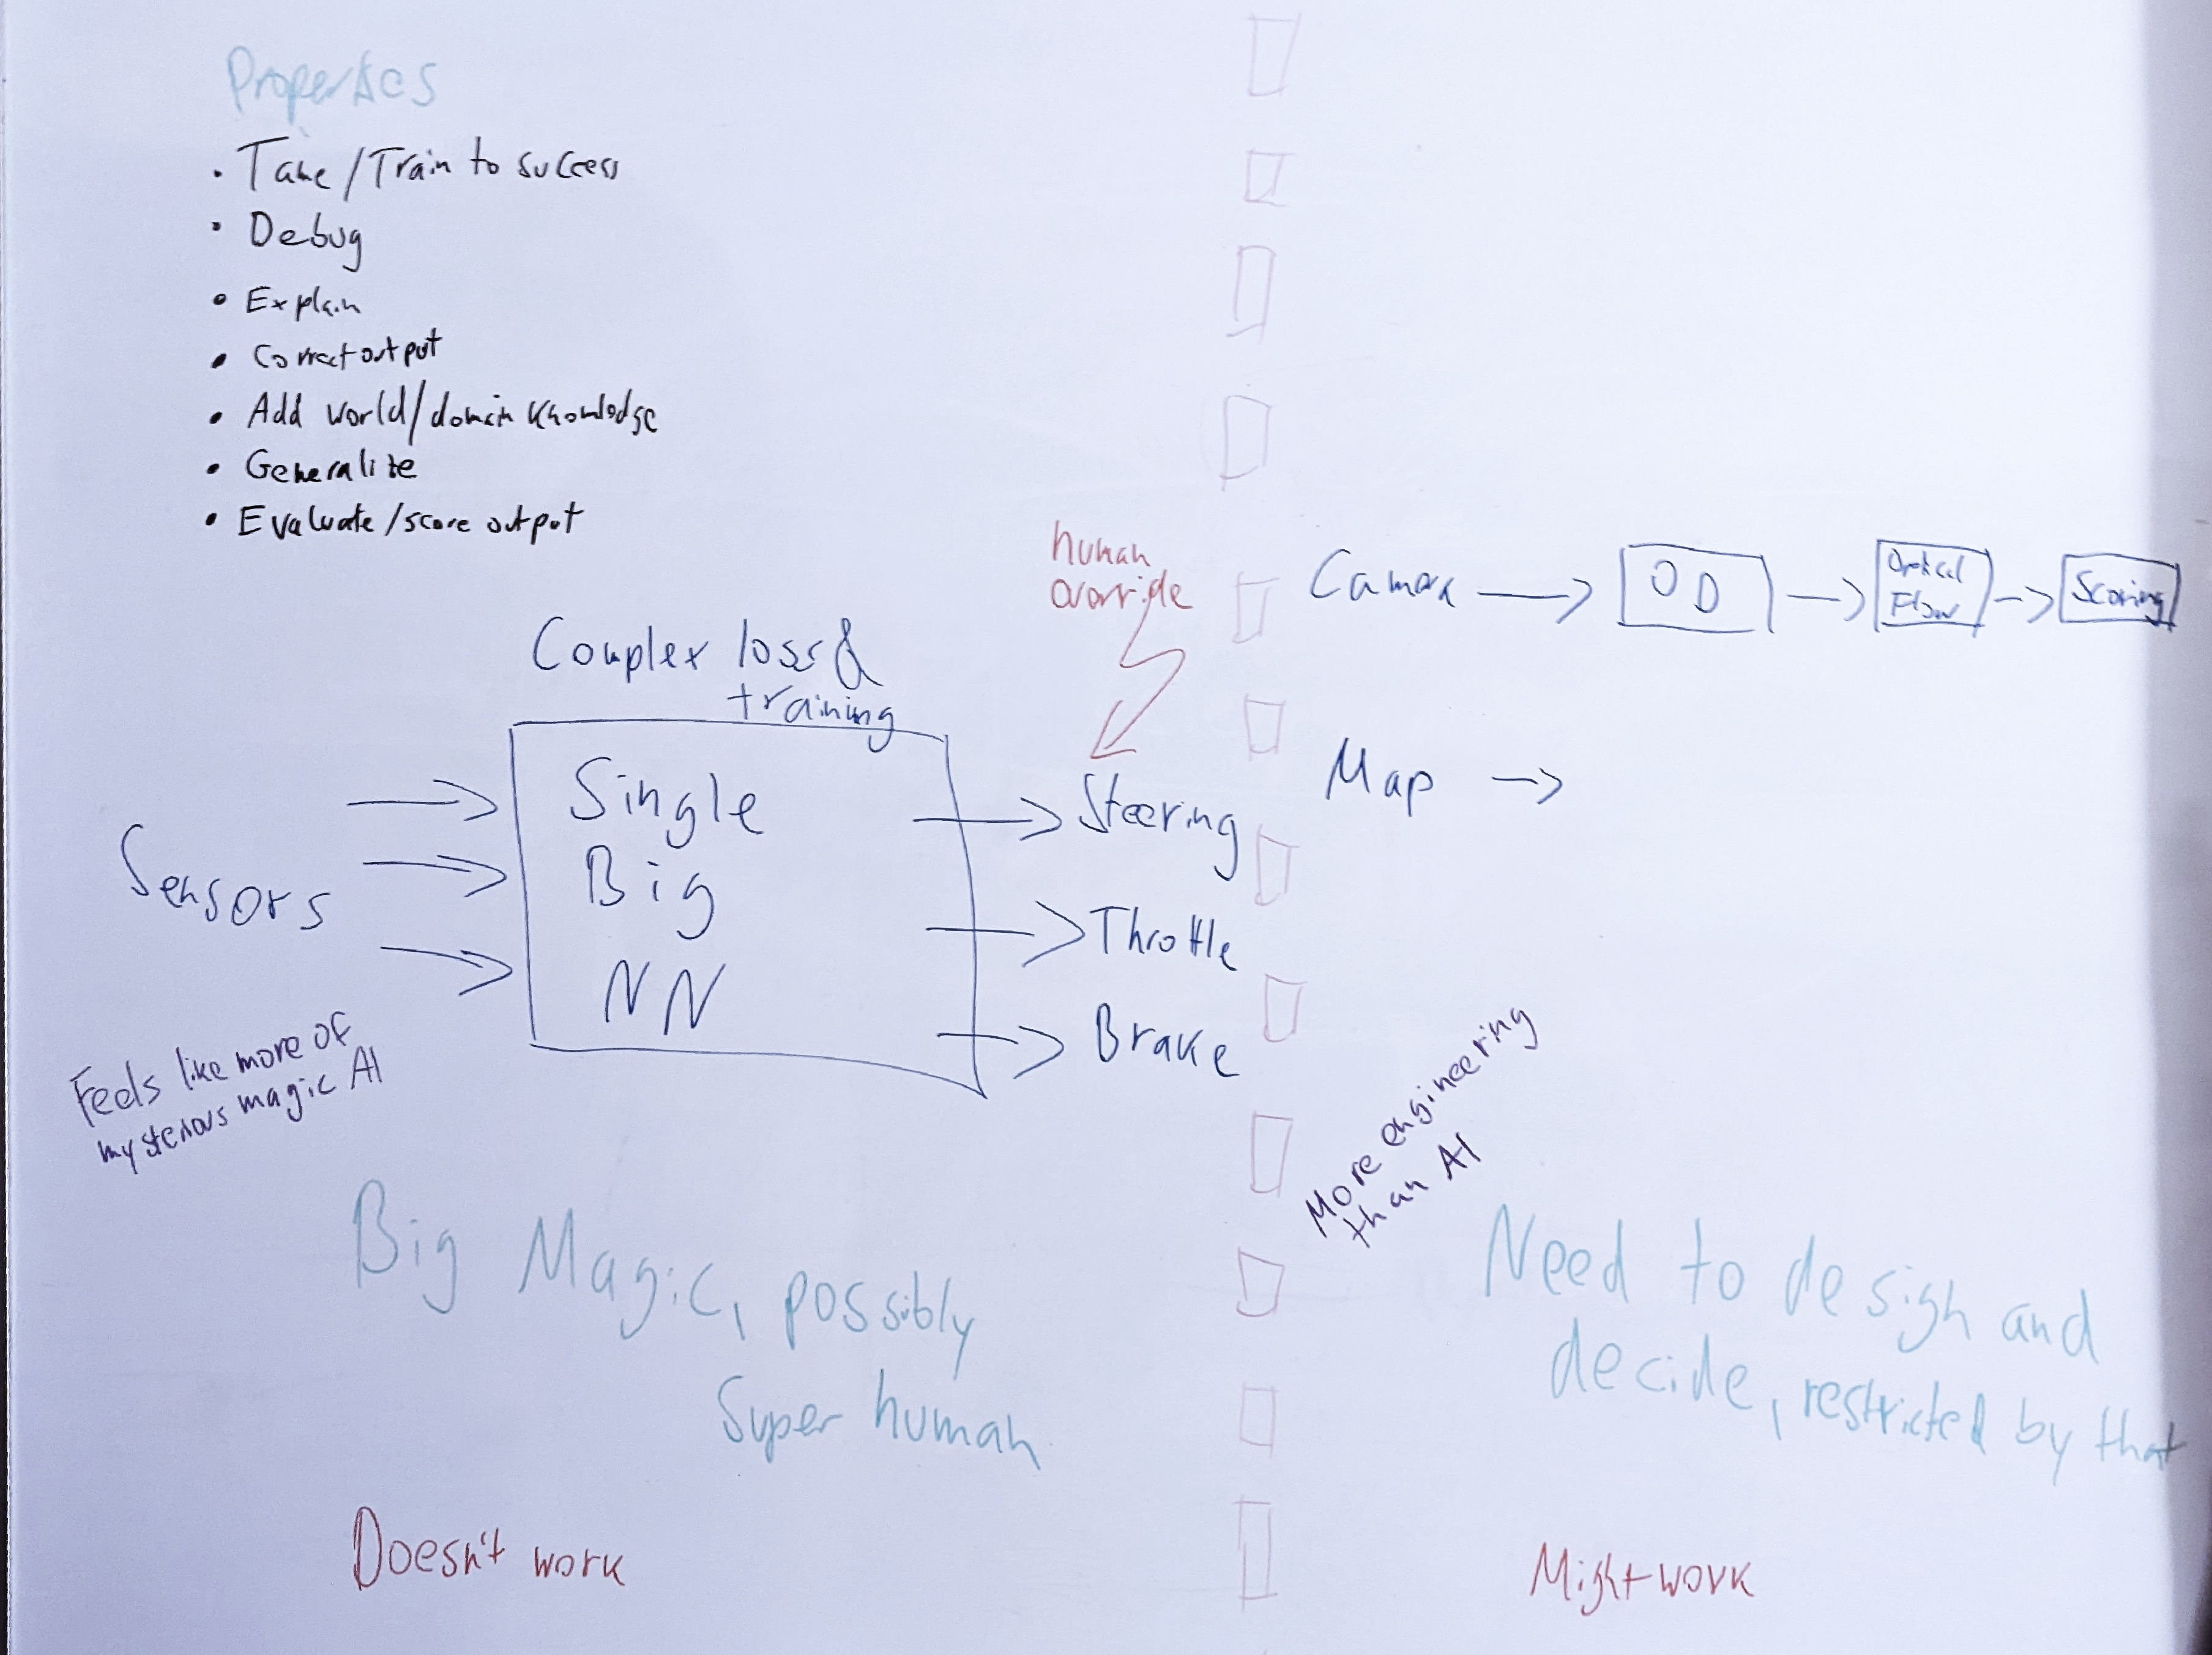 Properties
• Tame/Train to success
• Debug
• Explain
• Correct output
• Add world/domain knowledge
• Generalize
• Evaluate/score output
human
override
Complex loss &
training
Sensors
Single
Big
NN
Steering
Throttle
Brake
Feels like more of
mysterious magic AI
Big Magic, possibly
Super human
Doesn't work
Camera
OD
Optical
Flow
Scoring
Map
More engineering
than AI
Need to design and
decide, restricted by that
Might work